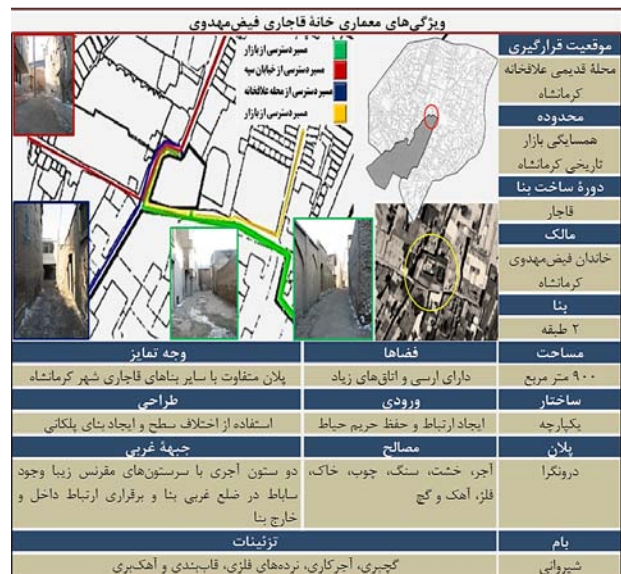 ویژگی‌های معماری خانهٔ قاجاری فیض‌مهدوی
موقعیت قرارگیری
محلهٔ قدیمی علافخانه
کرمانشاه
محدوده
همسایگی بازار
تاریخی کرمانشاه
دورهٔ ساخت بنا
قاجار
مالک
خاندان فیض‌مهدوی
کرمانشاه
بنا
۲ طبقه
مسیر دسترسی از بازار
مسیر دسترسی از خیابان سپه
مسیر دسترسی از محله علافخانه
مسیر دسترسی از بازار
مساحت
فضاها
وجه تمایز
۹۰۰ متر مربع
دارای ارسی و اتاق‌های زیاد
پلان متفاوت با سایر بناهای قاجاری شهر کرمانشاه
ساختار
ورودی
طراحی
یکپارچه
ایجاد ارتباط و حفظ حریم حیاط
استفاده از اختلاف سطح و ایجاد بنای پلکانی
پلان
مصالح
جبههٔ غربی
درونگرا
آجر، خشت، سنگ، چوب، خاک،
فلز، آهک و گچ
دو ستون آجری با سرستون‌های مقرنس زیبا وجود
ساباط در ضلع غربی بنا و برقراری ارتباط داخل و
خارج بنا
بام
تزئینات
شیروانی
گچبری، آجرکاری، نرده‌های فلزی، قاب‌بندی و آهک‌بری